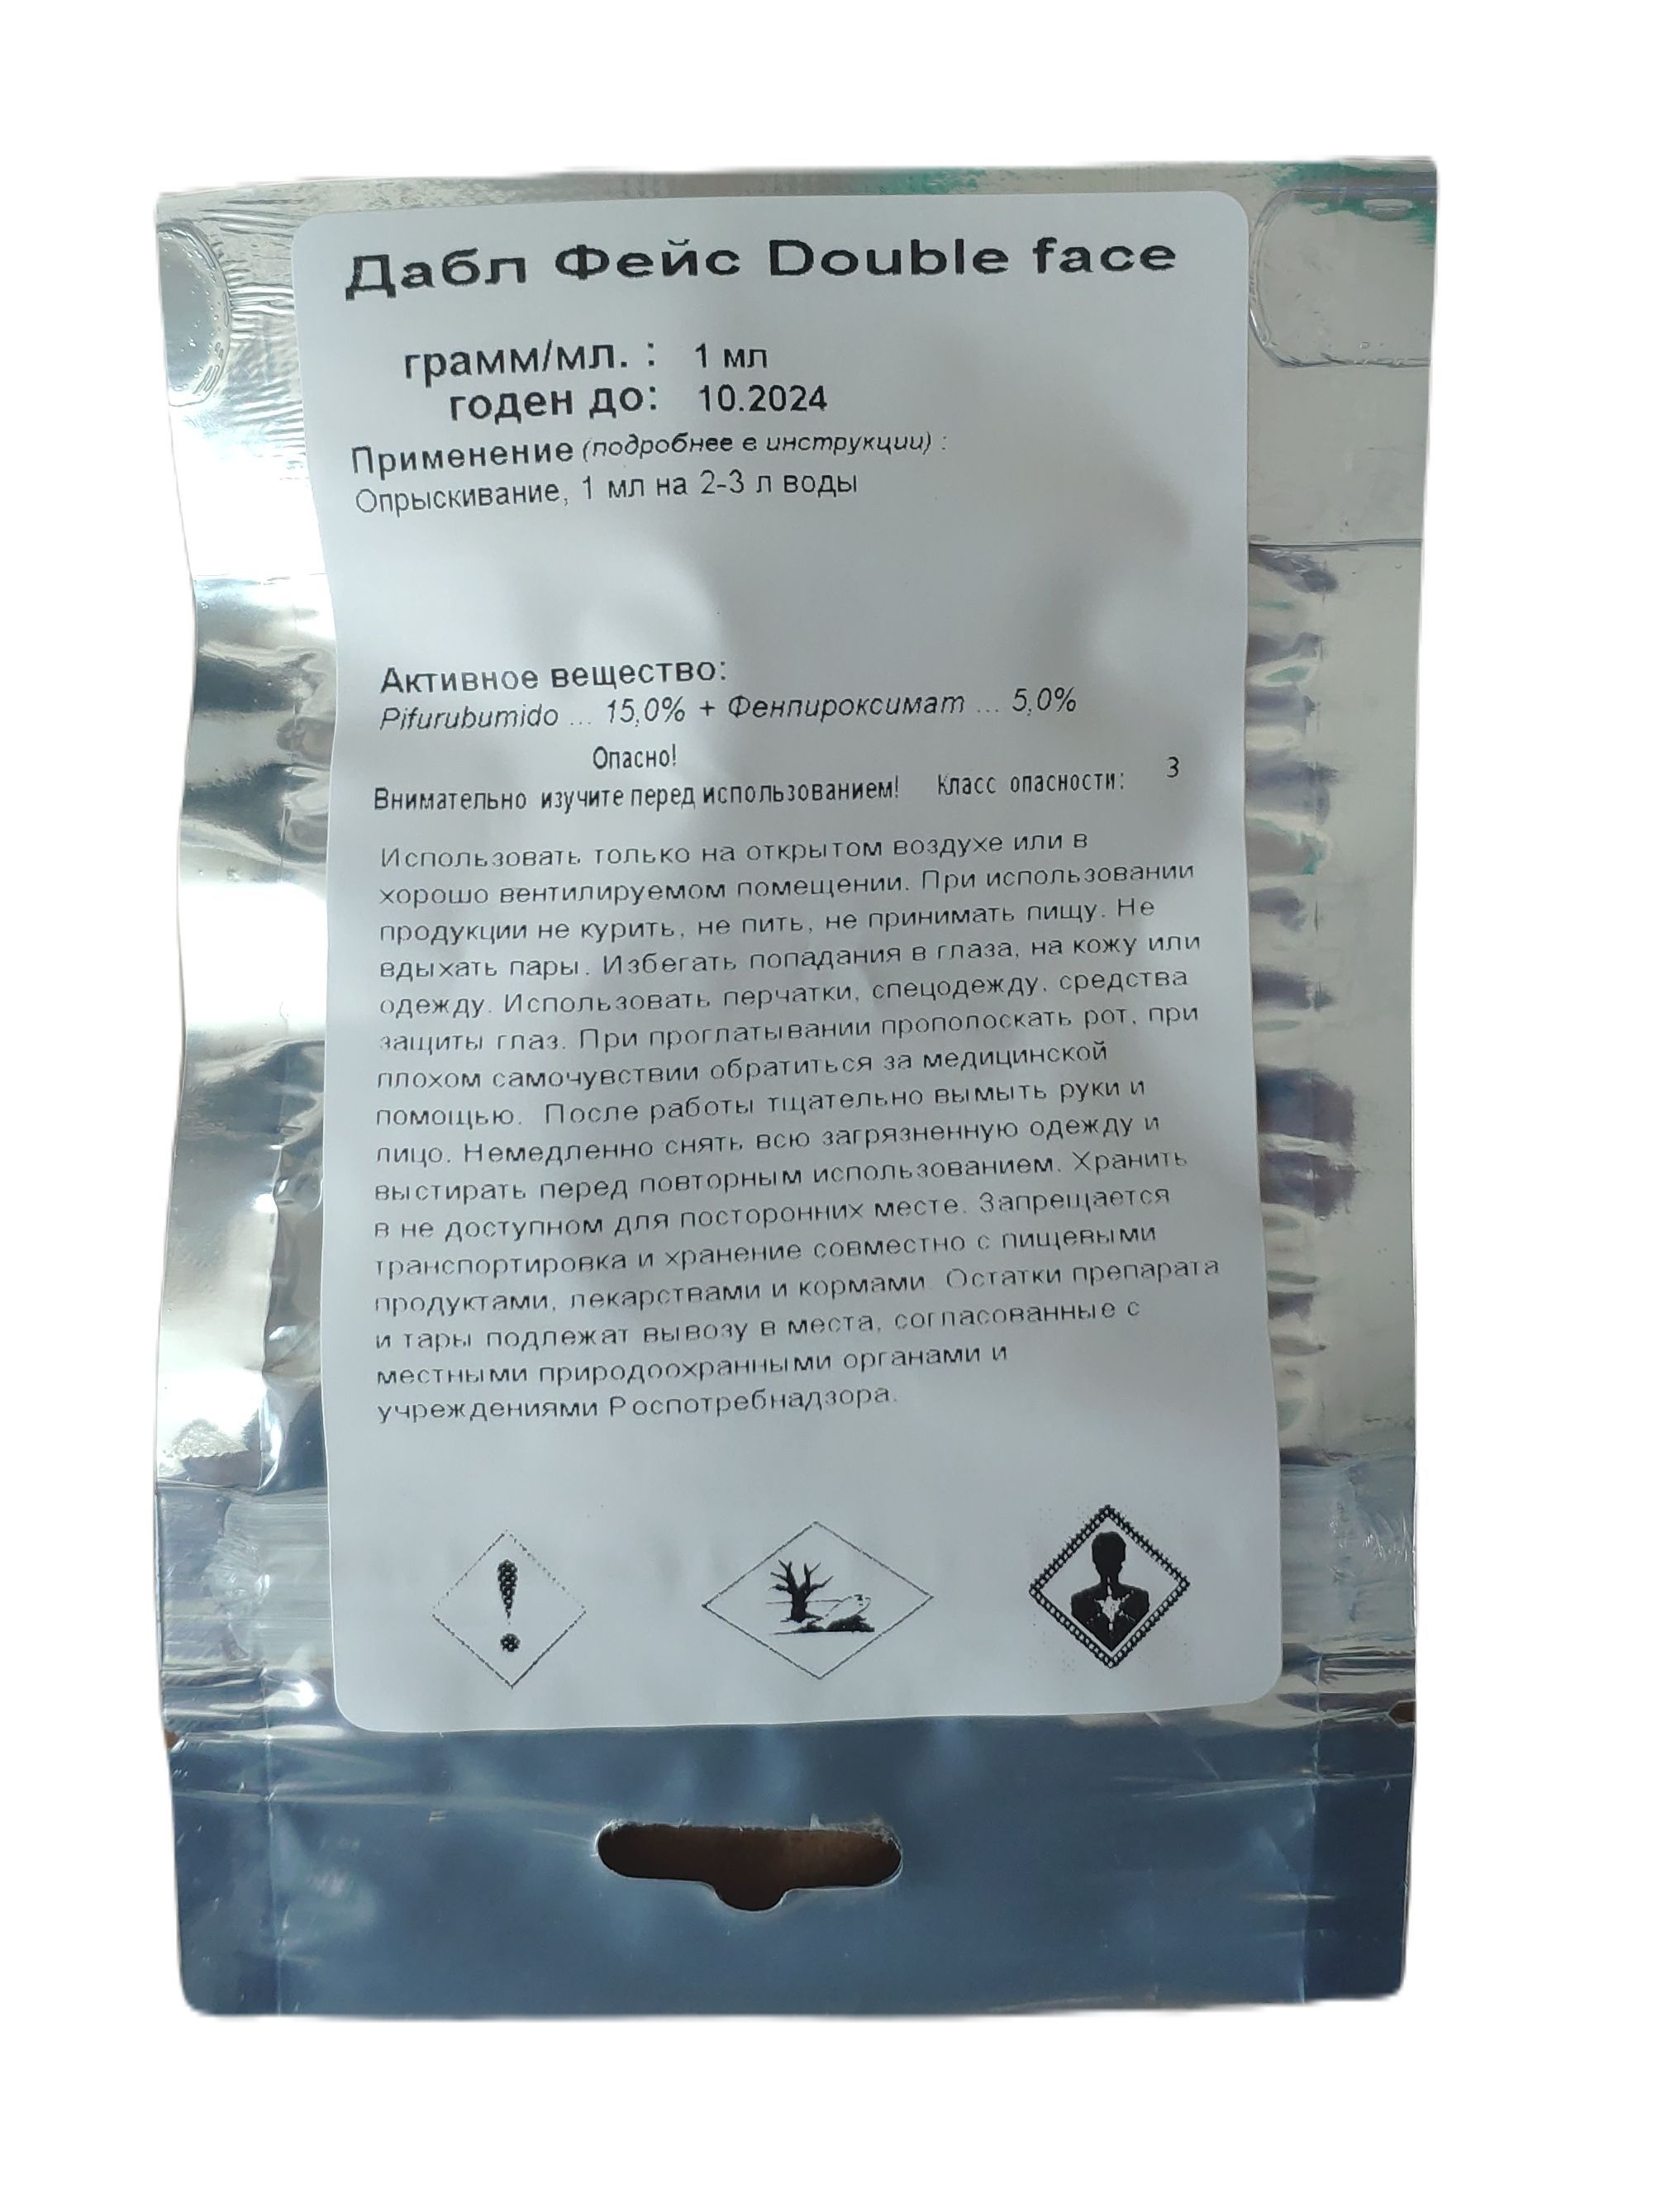 Дабл Фейс Double face
грамм/мл. : 1 мл
годен до: 10.2024
Применение (подробнее в инструкции) :
Опрыскивание, 1 мл на 2-3 л воды
Активное вещество:
Pifurubumido ... 15,0% + Фенпироксимат ... 5,0%
Опасно!
Внимательно изучите перед использованием! Класс опасности: 3
Использовать только на открытом воздухе или в
хорошо вентилируемом помещении. При использовании
продукции не курить, не пить, не принимать пищу. Не
вдыхать пары. Избегать попадания в глаза, на кожу или
одежду. Использовать перчатки, спецодежду, средства
защиты глаз. При проглатывании прополоскать рот, при
плохом самочувствии обратиться за медицинской
помощью. После работы тщательно вымыть руки и
лицо. Немедленно снять всю загрязненную одежду и
выстирать перед повторным использованием. Хранить
в не доступном для посторонних месте. Запрещается
транспортировка и хранение совместно с пищевыми
продуктами, лекарствами и кормами. Остатки препарата
и тары подлежат вывозу в места, согласованные с
местными природоохранными органами и
учреждениями Роспотребнадзора.